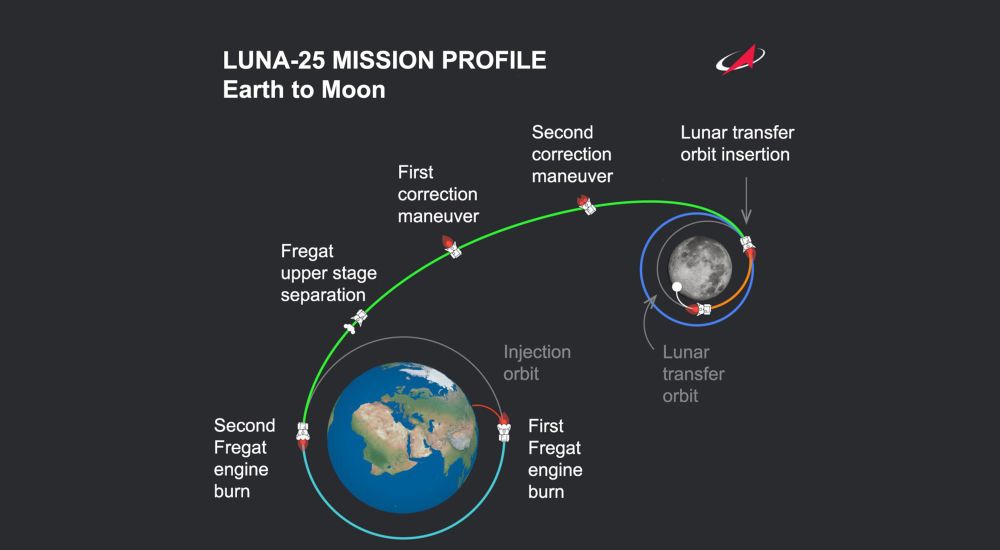 LUNA-25 MISSION PROFILE
Earth to Moon
Second
correction
maneuver
Lunar transfer
orbit insertion
First
correction
maneuver
Fregat
upper stage
separation
Injection
orbit
Lunar
transfer
orbit
Second
Fregat
engine
burn
First
Fregat
engine
burn